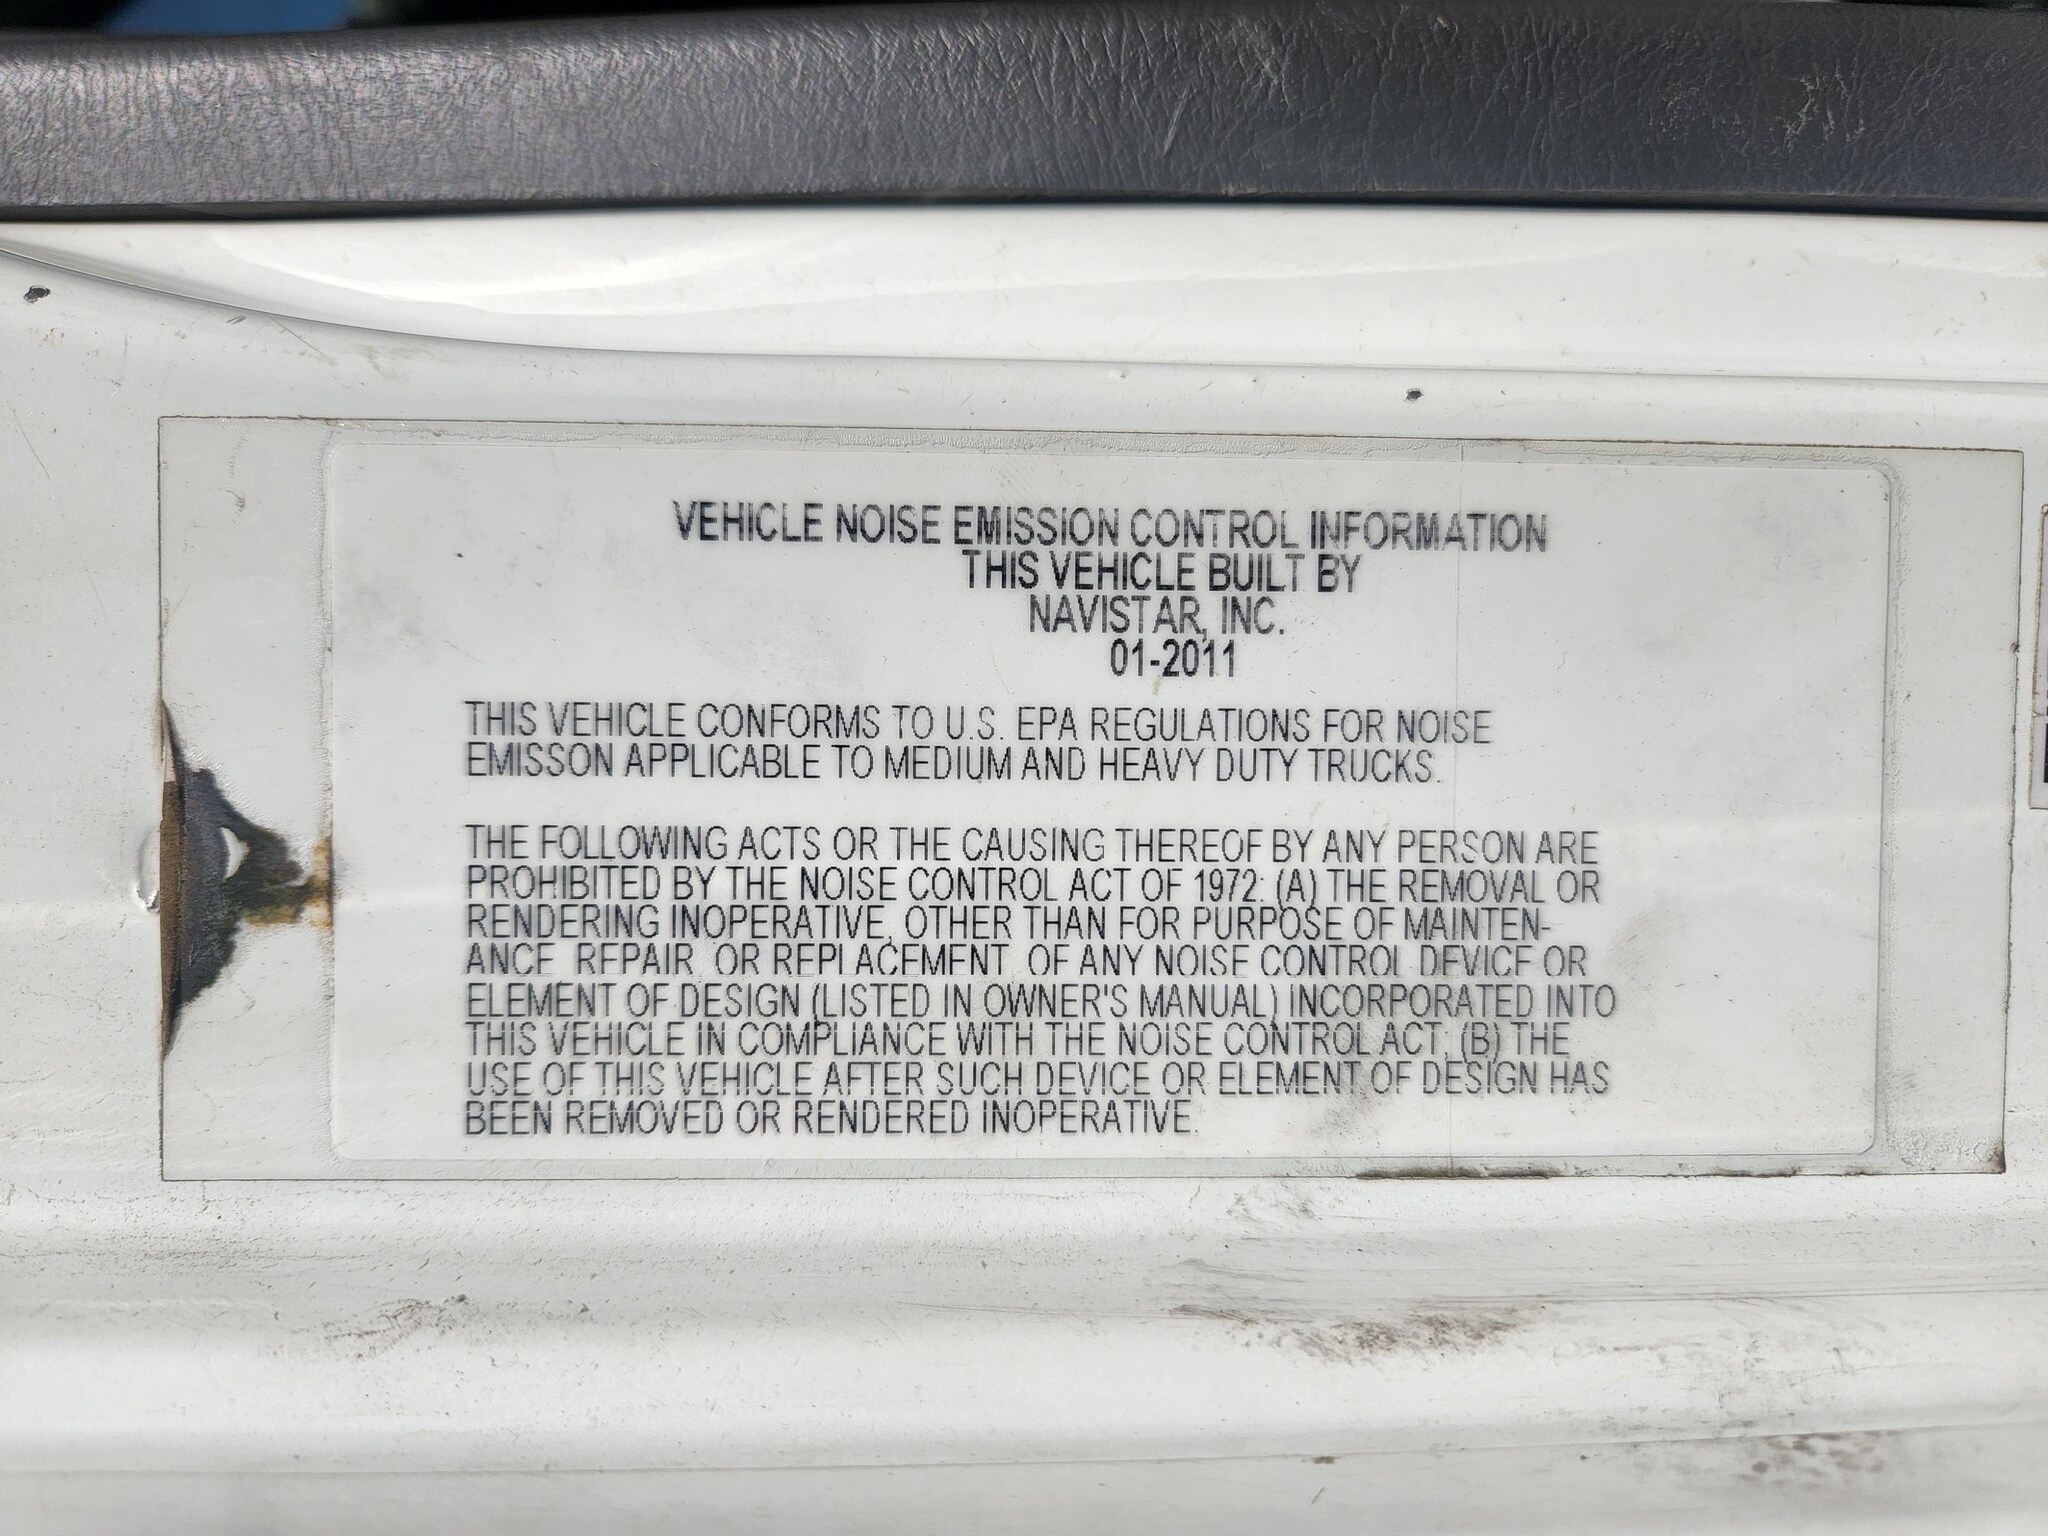 VEHICLE NOISE EMISSION CONTROL INFORMATION
THIS VEHICLE BUILT BY
NAVISTAR, INC.
01-2011
THIS VEHICLE CONFORMS TO U.S. EPA REGULATIONS FOR NOISE
EMISSON APPLICABLE TO MEDIUM AND HEAVY DUTY TRUCKS.
THE FOLLOWING ACTS OR THE CAUSING THEREOF BY ANY PERSON ARE
PROHIBITED BY THE NOISE CONTROL ACT OF 1972: (A) THE REMOVAL OR
RENDERING INOPERATIVE, OTHER THAN FOR PURPOSE OF MAINTEN-
ANCE, REPAIR, OR REPLACEMENT, OF ANY NOISE CONTROL DEVICE OR
ELEMENT OF DESIGN (LISTED IN OWNER'S MANUAL) INCORPORATED INTO
THIS VEHICLE IN COMPLIANCE WITH THE NOISE CONTROL ACT; (B) THE
USE OF THIS VEHICLE AFTER SUCH DEVICE OR ELEMENT OF DESIGN HAS
BEEN REMOVED OR RENDERED INOPERATIVE.